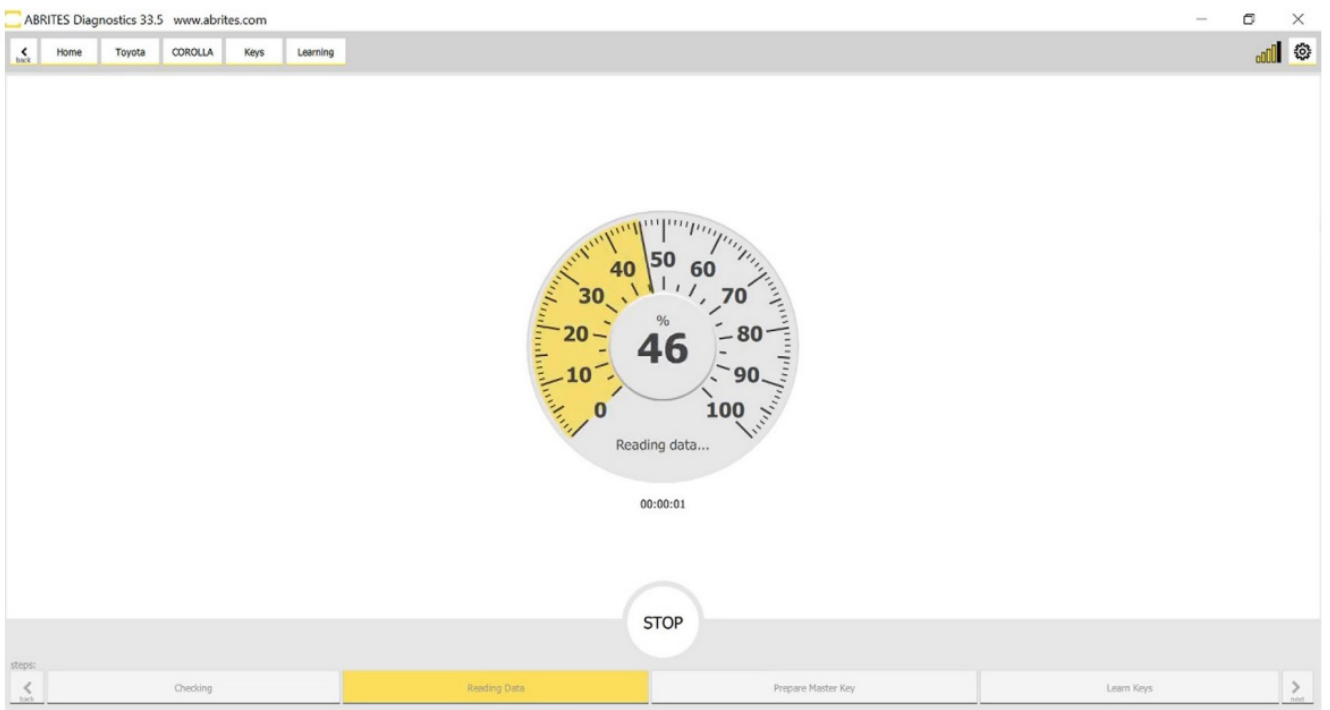 ABRITES Diagnostics 33.5 www.abrites.com
back Home Toyota COROLLA Keys Learning
50
40 60
30 70
%
46
20 80
10 90
0 100
Reading data...
00:00:01
STOP
steps:
back Checking Reading Data Prepare Master Key Learn Keys next